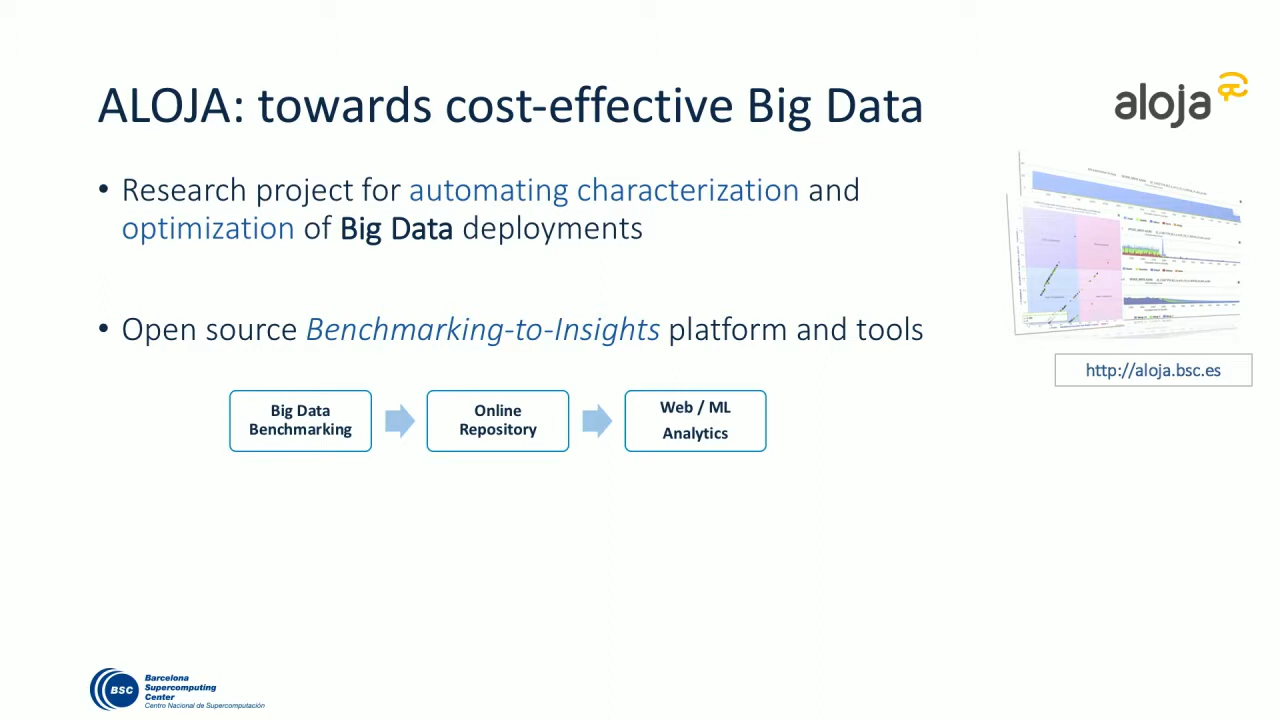 ALOJA: towards cost-effective Big Data
aloja
• Research project for automating characterization and
optimization of Big Data deployments
• Open source Benchmarking-to-Insights platform and tools
http://aloja.bsc.es
Big Data
Benchmarking
Online
Repository
Web / ML
Analytics
BSC
Barcelona
Supercomputing
Center
Centro Nacional de Supercomputación